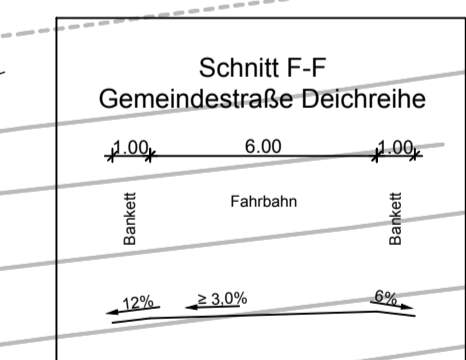 Schnitt F-F
Gemeindestraße Deichreihe
1.00 6.00 1.00
Bankett Fahrbahn Bankett
12% ≥ 3,0% 6%